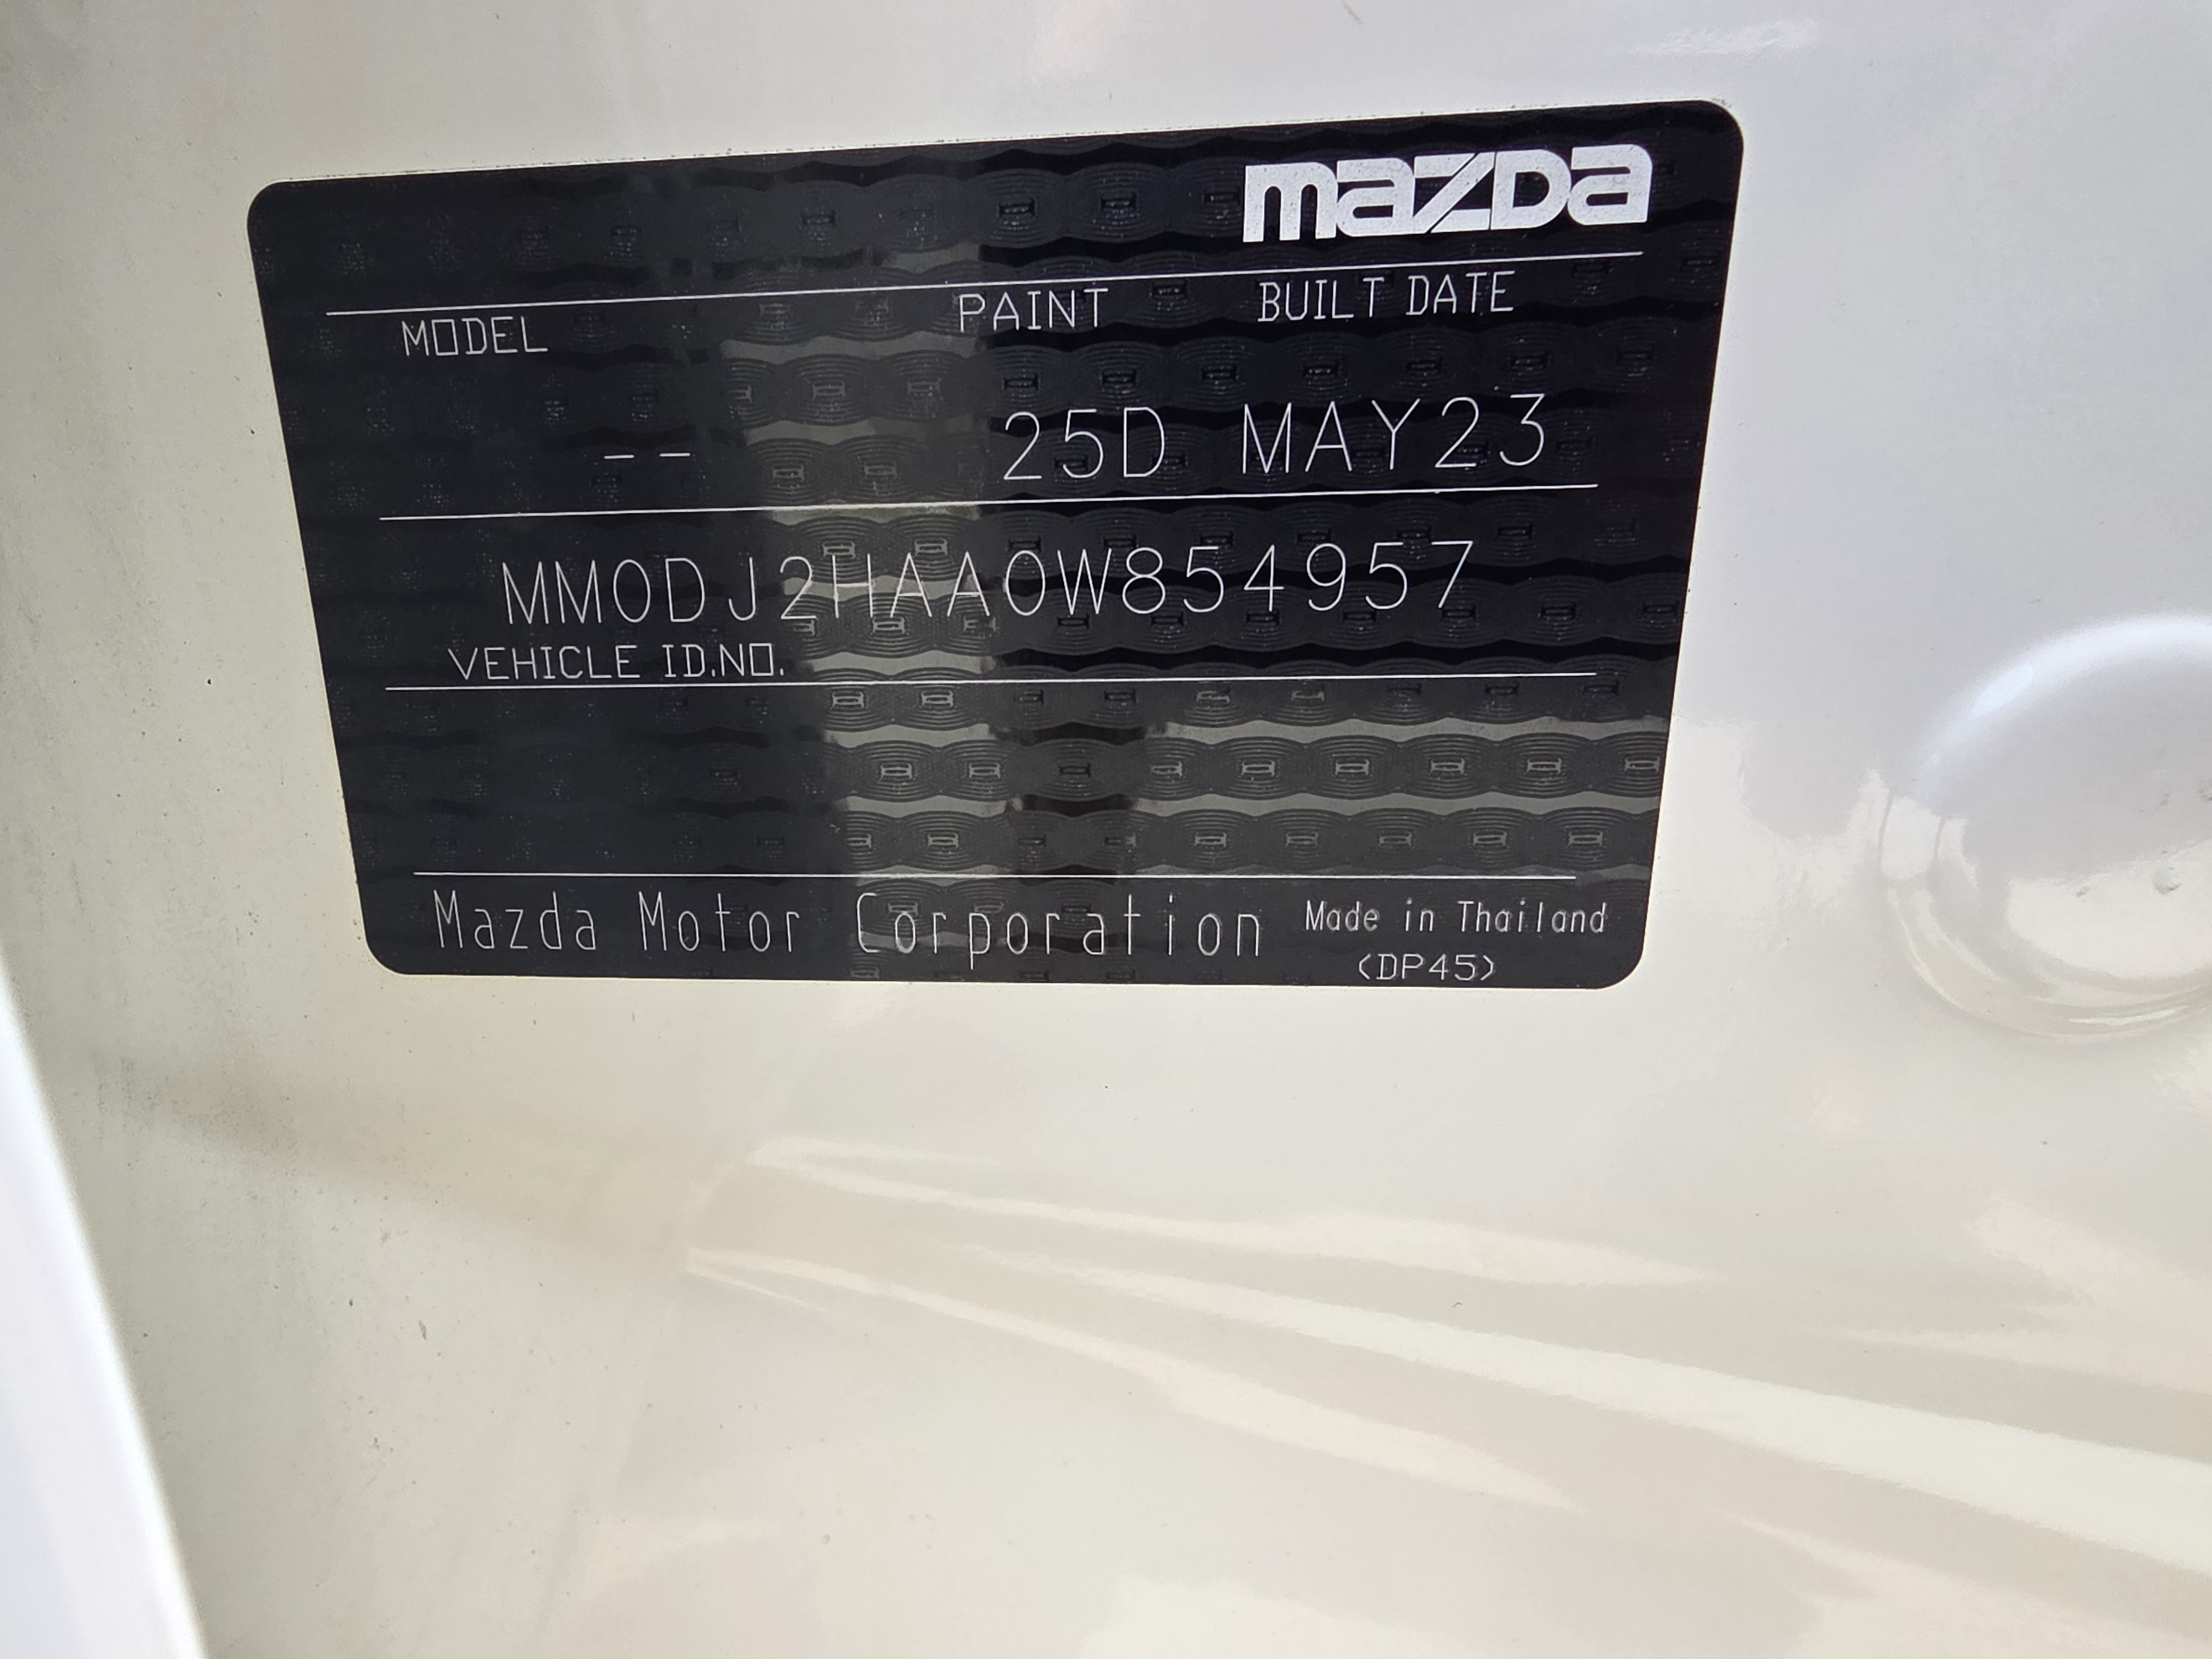 mazda
MODEL PAINT BUILT DATE
-- 25D MAY23
MM0DJ2HAA0W854957
VEHICLE ID.NO.
Mazda Motor Corporation Made in Thailand
(DP45)